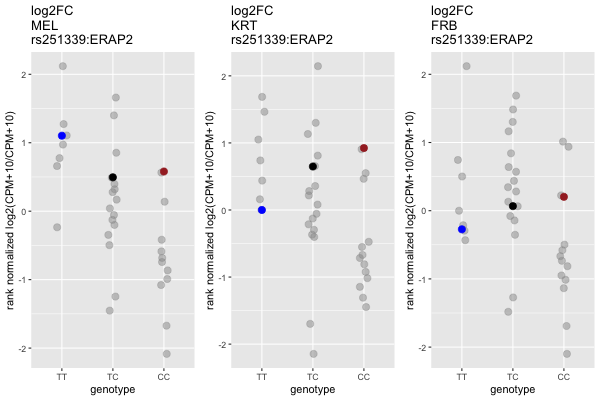 log2FC
MEL
rs251339:ERAP2
rank normalized log2(CPM+10/CPM+10)
2
1
0
-1
-2
TT
TC
CC
genotype
log2FC
KRT
rs251339:ERAP2
rank normalized log2(CPM+10/CPM+10)
2
1
0
-1
-2
TT
TC
CC
genotype
log2FC
FRB
rs251339:ERAP2
rank normalized log2(CPM+10/CPM+10)
2
1
0
-1
-2
TT
TC
CC
genotype